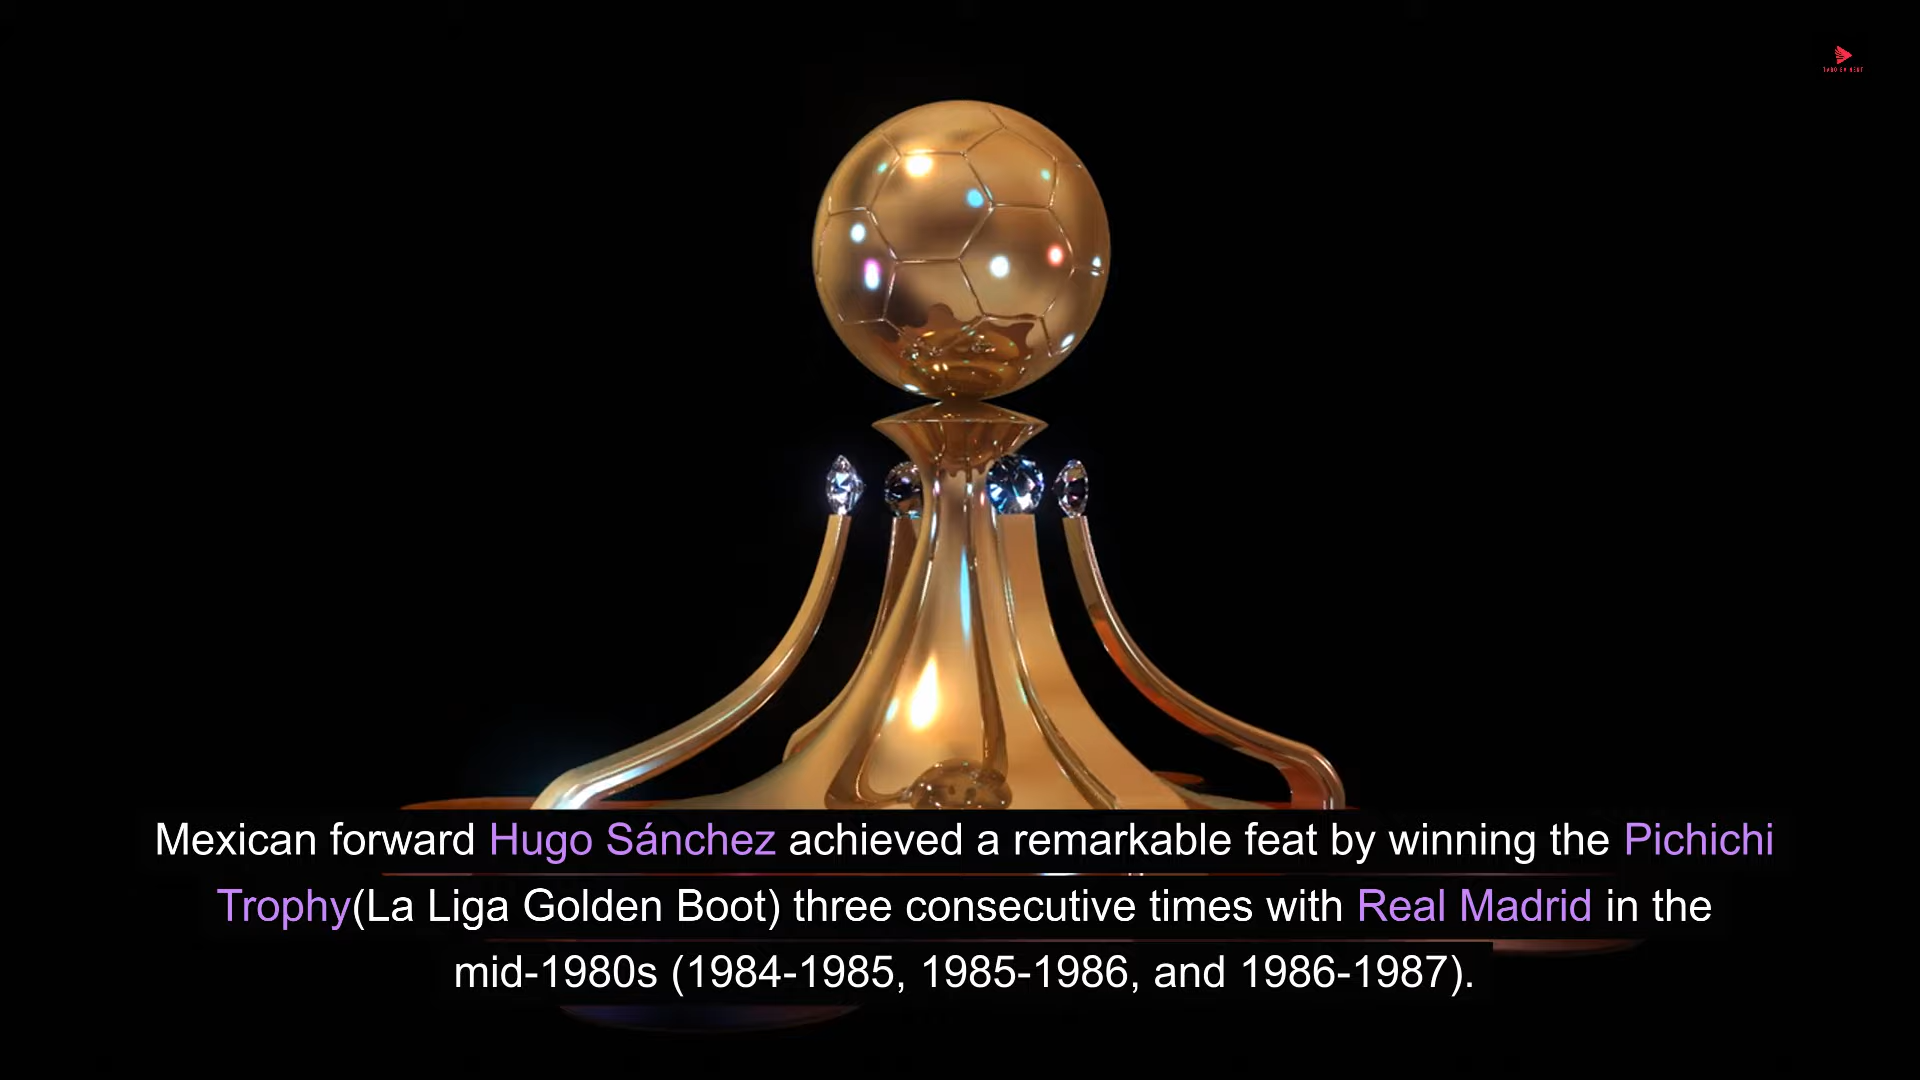 Mexican forward Hugo Sánchez achieved a remarkable feat by winning the Pichichi
Trophy(La Liga Golden Boot) three consecutive times with Real Madrid in the
mid-1980s (1984-1985, 1985-1986, and 1986-1987).